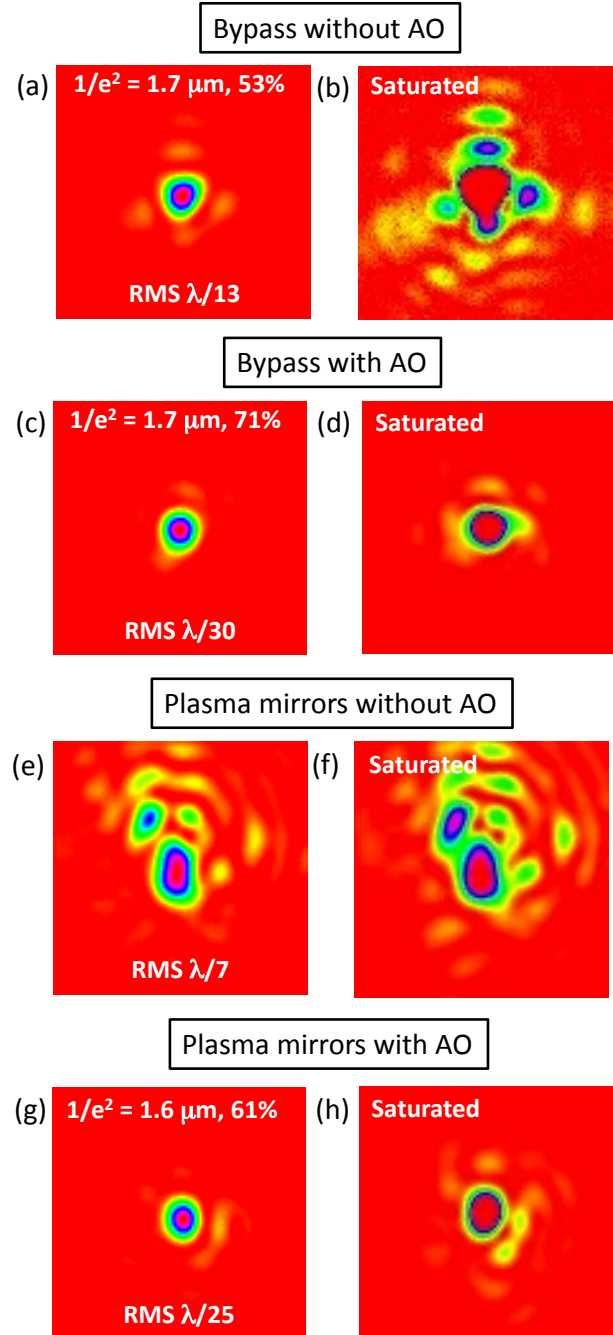 Bypass without AO
(a)
1/e² = 1.7 μm, 53%
(b)
Saturated
RMS λ/13
Bypass with AO
(c)
1/e² = 1.7 μm, 71%
(d)
Saturated
RMS λ/30
Plasma mirrors without AO
(e)
(f)
Saturated
RMS λ/7
Plasma mirrors with AO
(g)
1/e² = 1.6 μm, 61%
(h)
Saturated
RMS λ/25